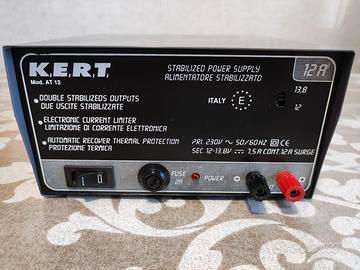 K.E.R.T.
Mod. AT 12
STABILIZED POWER SUPPLY
ALIMENTATORE STABILIZZATO
12A
DOUBLE STABILIZEDS OUTPUTS
DUE USCITE STABILIZZATE
ITALY E
13.8
12
ELECTRONIC CURRENT LIMITER
LIMITAZIONE DI CORRENTE ELETTRONICA
AUTOMATIC RECOVER THERMAL PROTECTION
PROTEZIONE TERMICA
PRI. 230V ~ 50/60HZ CE
SEC. 12-13.8V 7.5A CONT. 12A SURGE
FUSE
2A
POWER